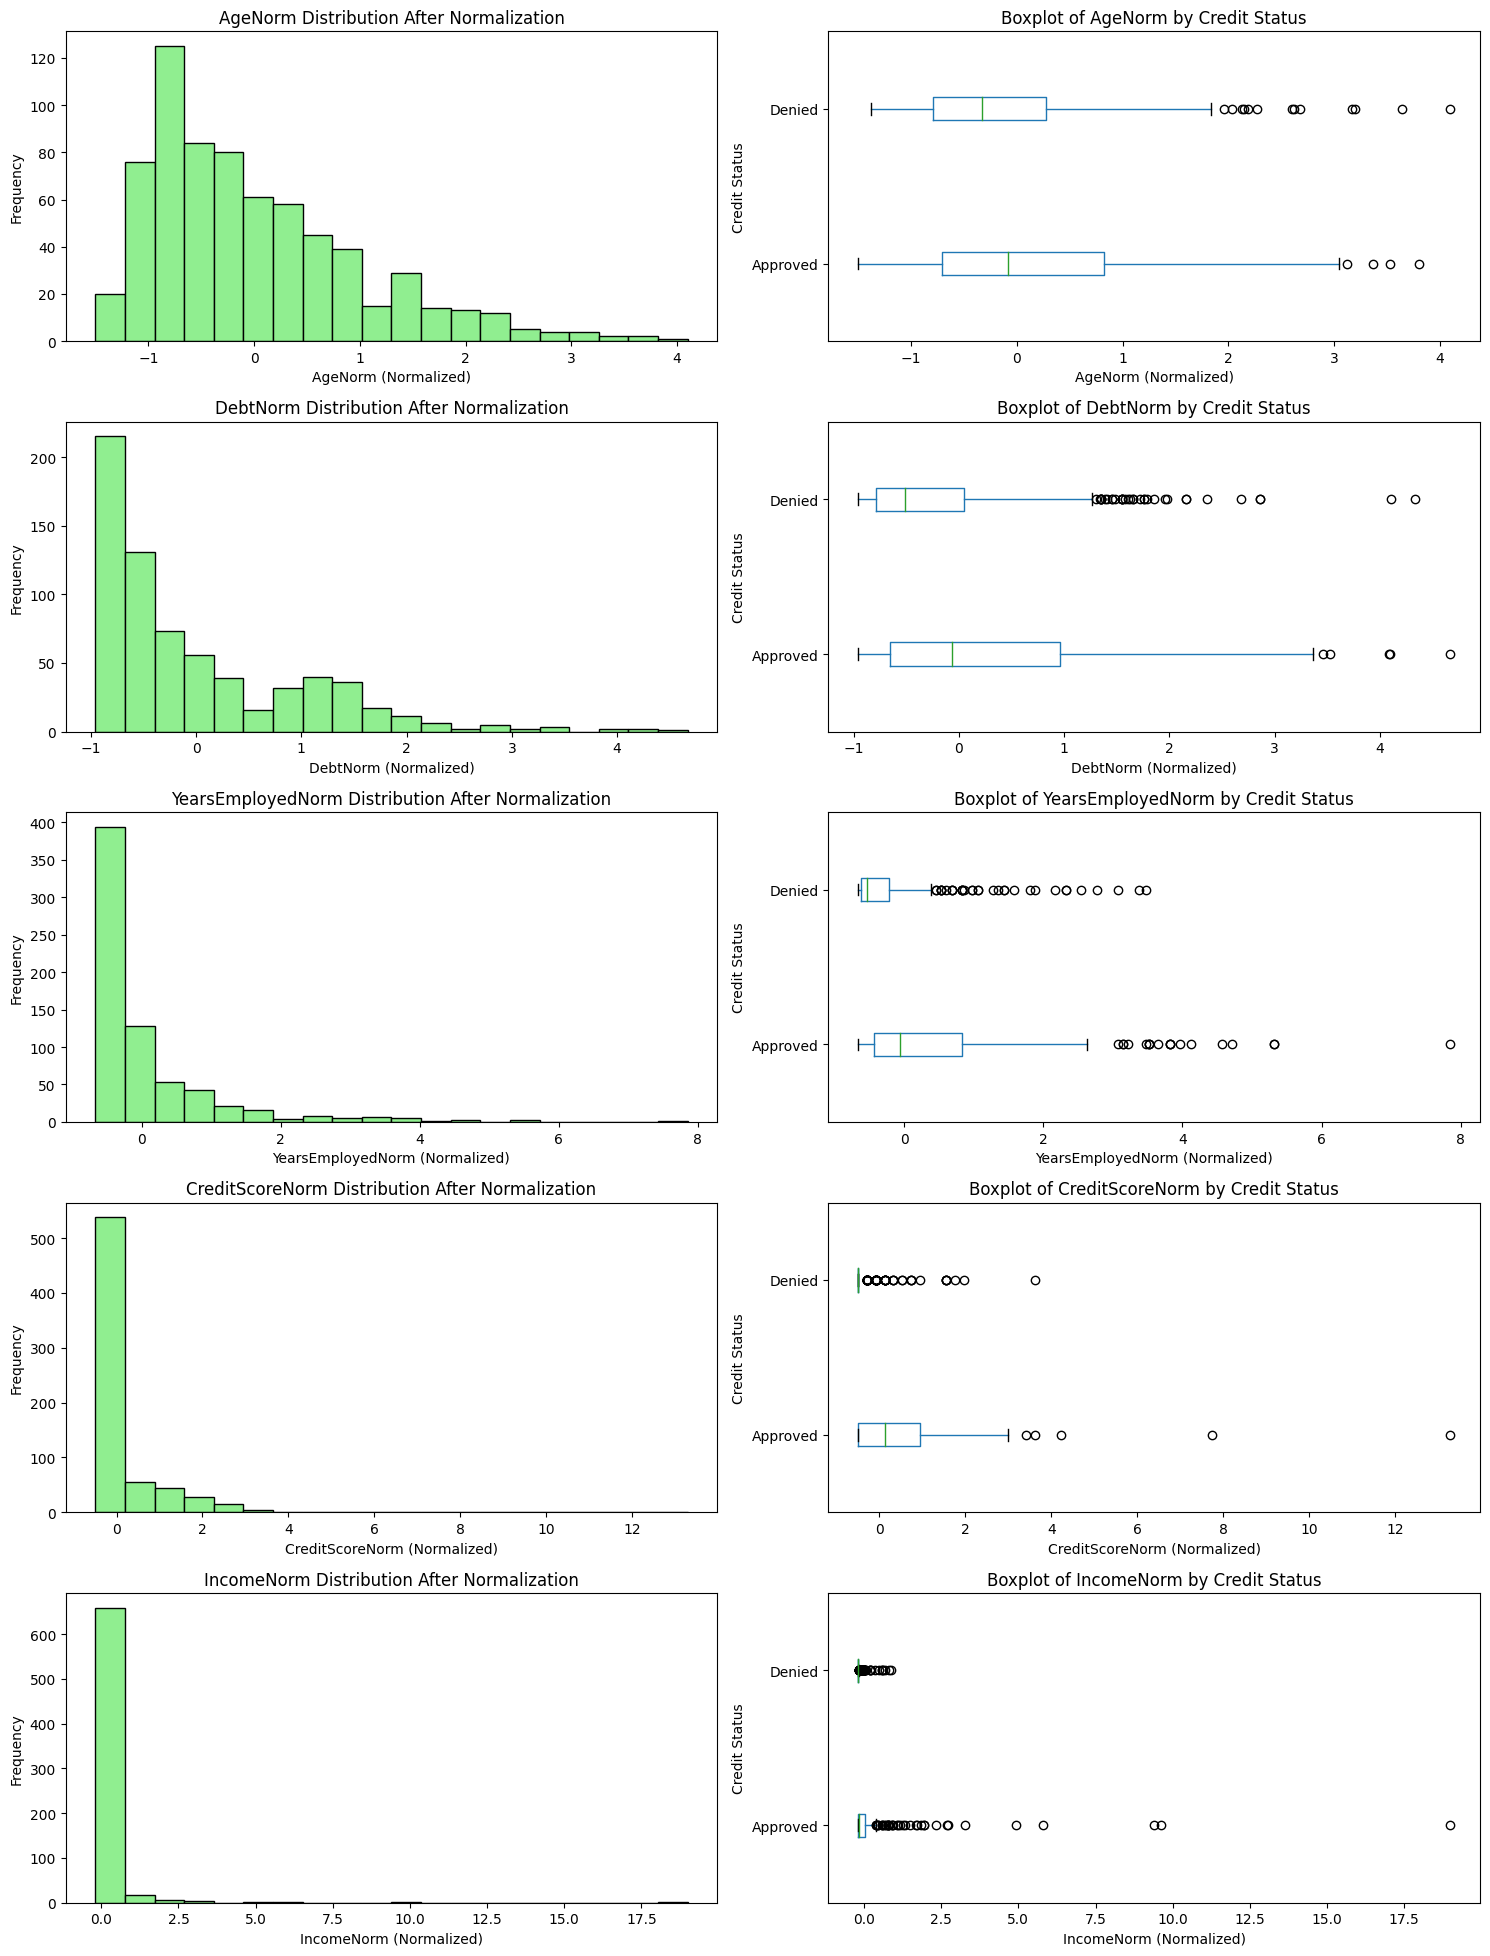 AgeNorm Distribution After Normalization
Frequency
120
100
80
60
40
20
0
−1 0 1 2 3 4
AgeNorm (Normalized)
Boxplot of AgeNorm by Credit Status
Credit Status
Denied
Approved
−1 0 1 2 3 4
AgeNorm (Normalized)
DebtNorm Distribution After Normalization
Frequency
200
150
100
50
0
−1 0 1 2 3 4
DebtNorm (Normalized)
Boxplot of DebtNorm by Credit Status
Credit Status
Denied
Approved
−1 0 1 2 3 4
DebtNorm (Normalized)
YearsEmployedNorm Distribution After Normalization
Frequency
400
350
300
250
200
150
100
50
0
0 2 4 6 8
YearsEmployedNorm (Normalized)
Boxplot of YearsEmployedNorm by Credit Status
Credit Status
Denied
Approved
0 2 4 6 8
YearsEmployedNorm (Normalized)
CreditScoreNorm Distribution After Normalization
Frequency
500
400
300
200
100
0
0 2 4 6 8 10 12
CreditScoreNorm (Normalized)
Boxplot of CreditScoreNorm by Credit Status
Credit Status
Denied
Approved
0 2 4 6 8 10 12
CreditScoreNorm (Normalized)
IncomeNorm Distribution After Normalization
Frequency
600
500
400
300
200
100
0
0.0 2.5 5.0 7.5 10.0 12.5 15.0 17.5
IncomeNorm (Normalized)
Boxplot of IncomeNorm by Credit Status
Credit Status
Denied
Approved
0.0 2.5 5.0 7.5 10.0 12.5 15.0 17.5
IncomeNorm (Normalized)